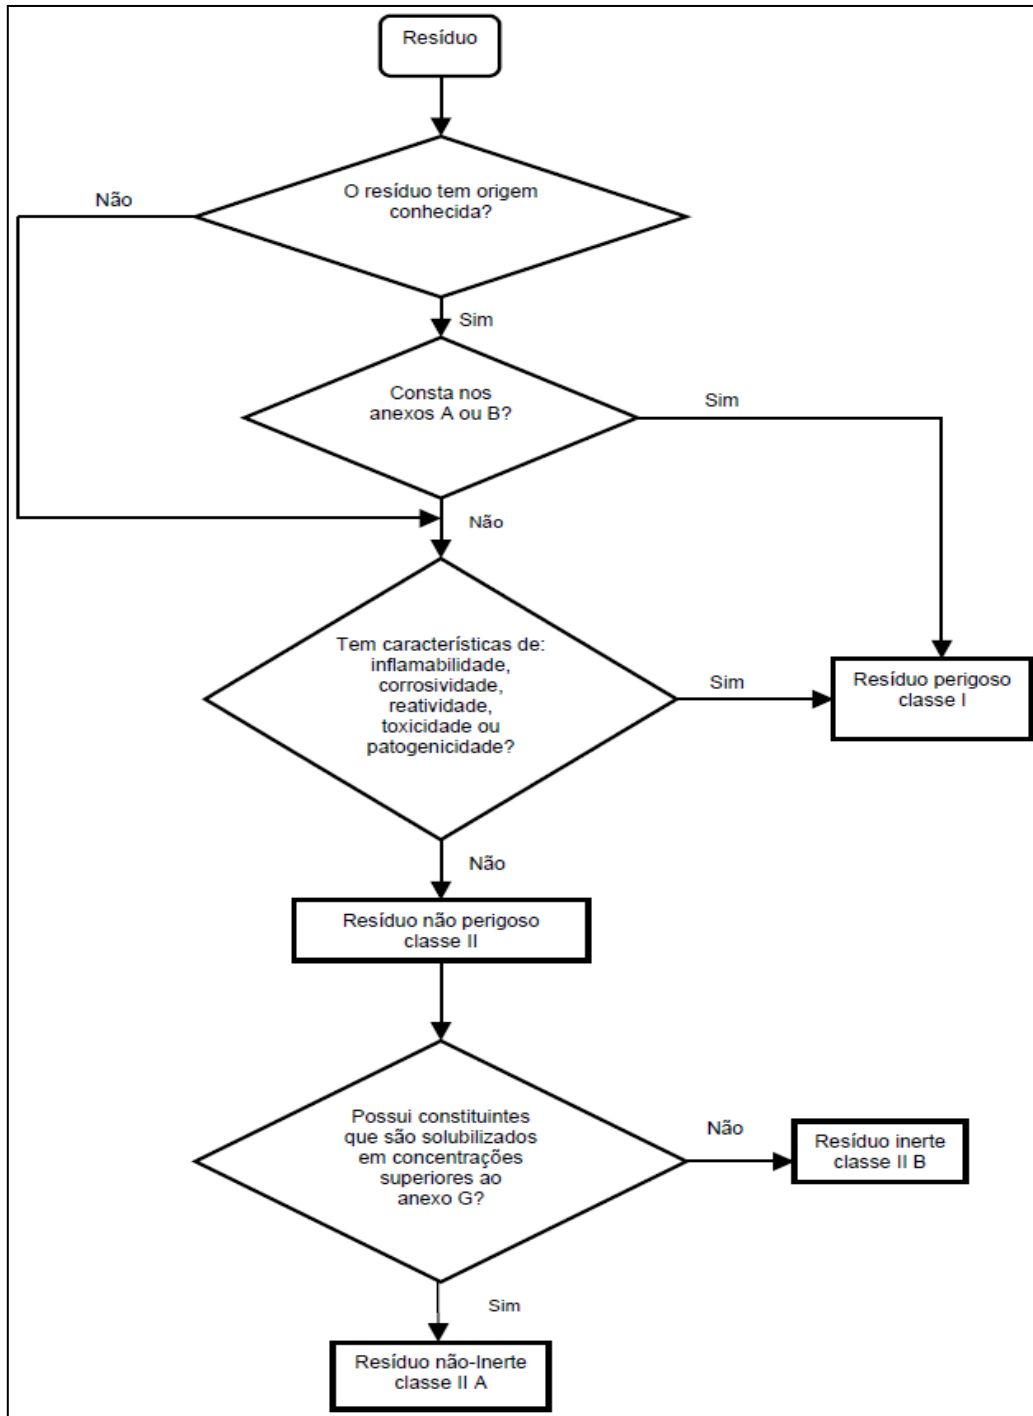 Resíduo
O resíduo tem origem
conhecida?
Não
Sim
Consta nos
anexos A ou B?
Sim
Não
Tem características de:
inflamabilidade,
corrosividade,
reatividade,
toxicidade ou
patogenicidade?
Sim
Resíduo perigoso
classe I
Não
Resíduo não perigoso
classe II
Possui constituintes
que são solubilizados
em concentrações
superiores ao
anexo G?
Não
Resíduo inerte
classe II B
Sim
Resíduo não-Inerte
classe II A